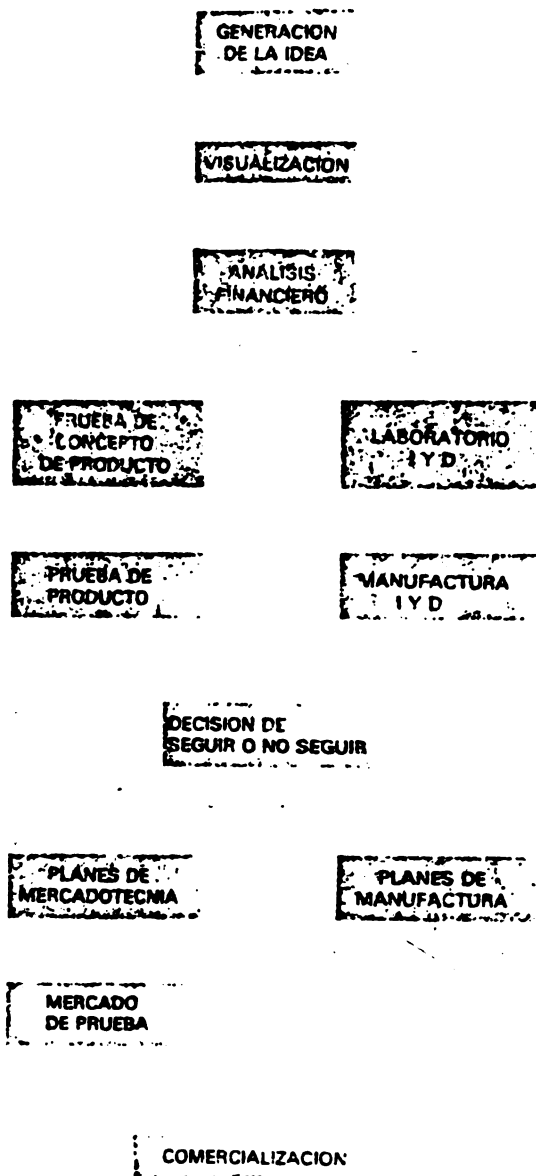 GENERACION
DE LA IDEA
VISUALIZACION
ANALISIS
FINANCIERO
PRUEBA DE
CONCEPTO
DE PRODUCTO
LABORATORIO
I Y D
PRUEBA DE
PRODUCTO
MANUFACTURA
I Y D
DECISION DE
SEGUIR O NO SEGUIR
PLANES DE
MERCADOTECNIA
PLANES DE
MANUFACTURA
MERCADO
DE PRUEBA
COMERCIALIZACION